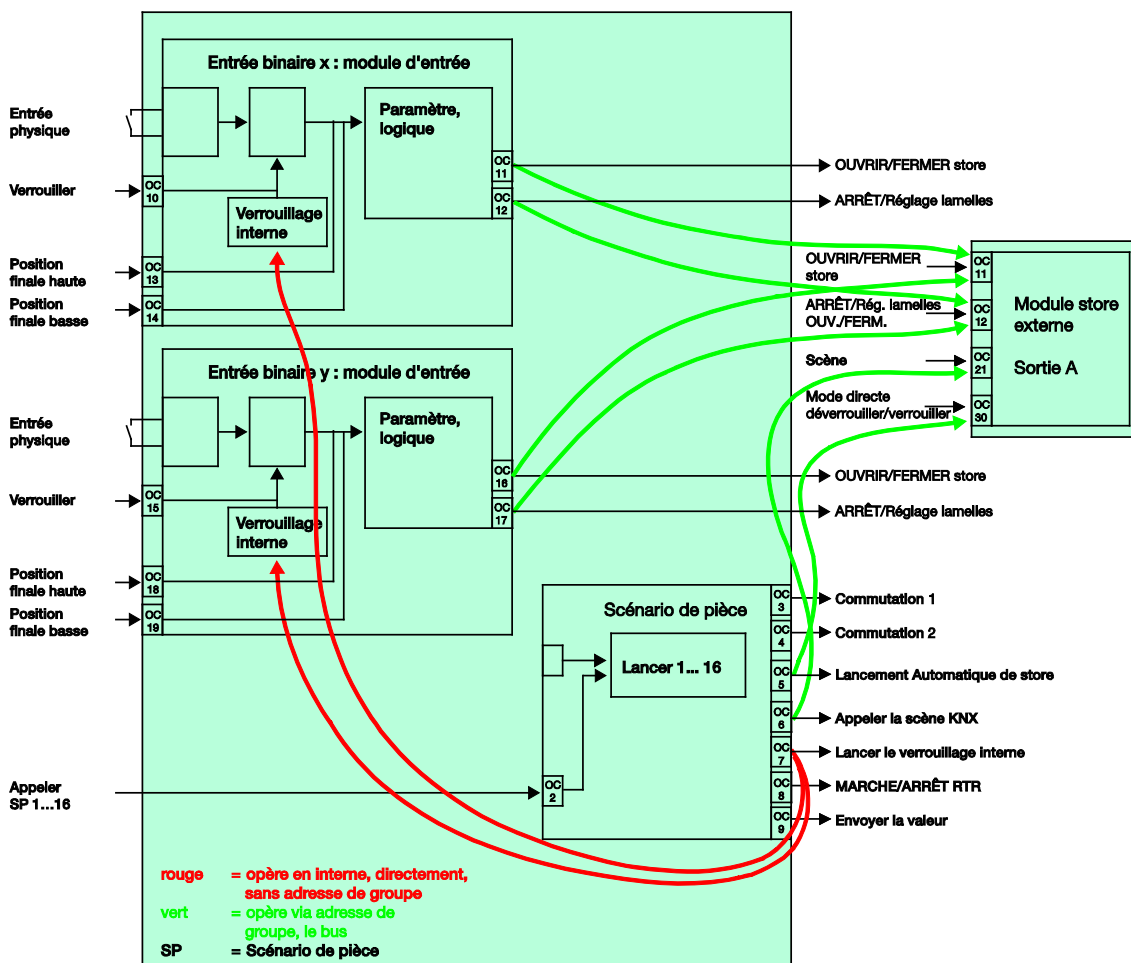 Entrée binaire x : module d'entrée
Entrée
physique
Paramètre,
logique
Verrouiller
OC
10
Verrouillage
interne
OC
11
OUVRIR/FERMER store
OC
12
ARRÊT/Réglage lamelles
Position
finale haute
OC
13
Position
finale basse
OC
14
OUVRIR/FERMER
store
OC
11
ARRÊT/Rég. lamelles
OUV./FERM.
OC
12
Module store
externe
Scène
OC
21
Sortie A
Mode directe
déverrouiller/verrouiller
OC
30
Entrée binaire y : module d'entrée
Entrée
physique
Paramètre,
logique
Verrouiller
OC
15
Verrouillage
interne
OC
16
OUVRIR/FERMER store
OC
17
ARRÊT/Réglage lamelles
Position
finale haute
OC
18
Position
finale basse
OC
19
Scénario de pièce
Lancer 1... 16
OC
3
Commutation 1
OC
4
Commutation 2
OC
5
Lancement Automatique de store
OC
6
Appeler la scène KNX
OC
7
Lancer le verrouillage interne
OC
8
MARCHE/ARRÊT RTR
OC
9
Envoyer la valeur
Appeler
SP 1...16
OC
2
rouge = opère en interne, directement,
sans adresse de groupe
vert = opère via adresse de
groupe, le bus
SP = Scénario de pièce